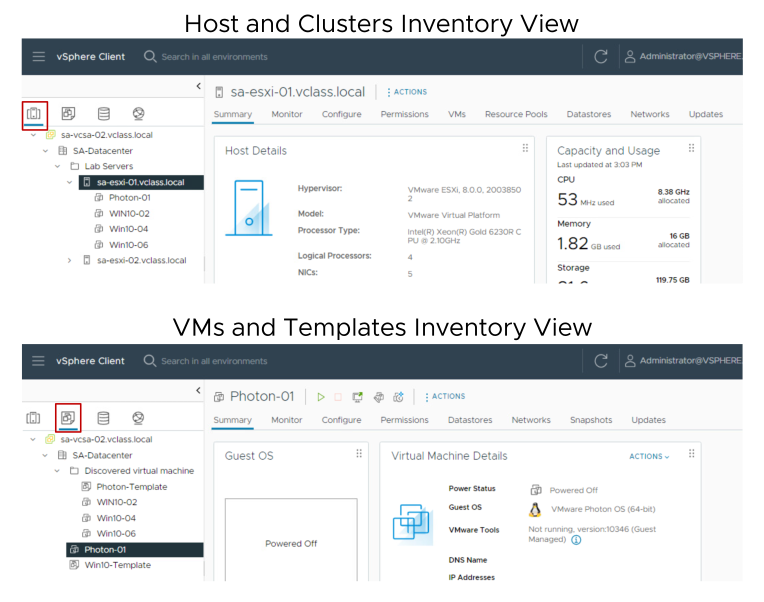 Host and Clusters Inventory View
vSphere Client
Search in all environments
Administrator@VSPHERE.
sa-esxi-01.vclass.local
ACTIONS
Summary Monitor Configure Permissions VMs Resource Pools Datastores Networks Updates
sa-vcsa-02.vclass.local
SA-Datacenter
Lab Servers
sa-esxi-01.vclass.local
Photon-01
WIN10-02
Win10-04
Win10-06
sa-esxi-02.vclass.local
Host Details
Hypervisor: VMware ESXi, 8.0.0, 2003850
2
Model: VMware Virtual Platform
Processor Type: Intel(R) Xeon(R) Gold 6230R C
PU @ 2.10GHz
Logical Processors: 4
NICs: 5
Capacity and Usage
Last updated at 3:03 PM
CPU
53 MHz used
8.38 GHz
allocated
Memory
1.82 GB used
16 GB
allocated
Storage
119.75 GB
VMs and Templates Inventory View
vSphere Client
Search in all environments
Administrator@VSPHERE.
Photon-01
ACTIONS
Summary Monitor Configure Permissions Datastores Networks Snapshots Updates
sa-vcsa-02.vclass.local
SA-Datacenter
Discovered virtual machine
Photon-Template
WIN10-02
Win10-04
Win10-06
Photon-01
Win10-Template
Guest OS
Powered Off
Virtual Machine Details
ACTIONS
Power Status Powered Off
Guest OS VMware Photon OS (64-bit)
VMware Tools Not running, version:10346 (Guest
Managed)
DNS Name
IP Addresses